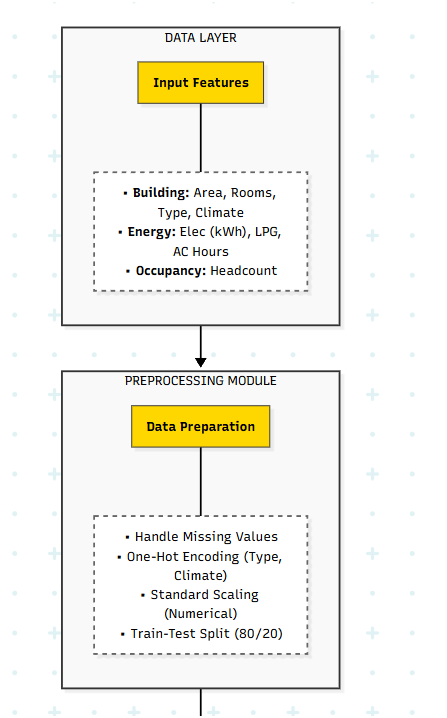 DATA LAYER
Input Features
• Building: Area, Rooms,
Type, Climate
• Energy: Elec (kWh), LPG,
AC Hours
• Occupancy: Headcount
PREPROCESSING MODULE
Data Preparation
• Handle Missing Values
• One-Hot Encoding (Type,
Climate)
• Standard Scaling
(Numerical)
• Train-Test Split (80/20)